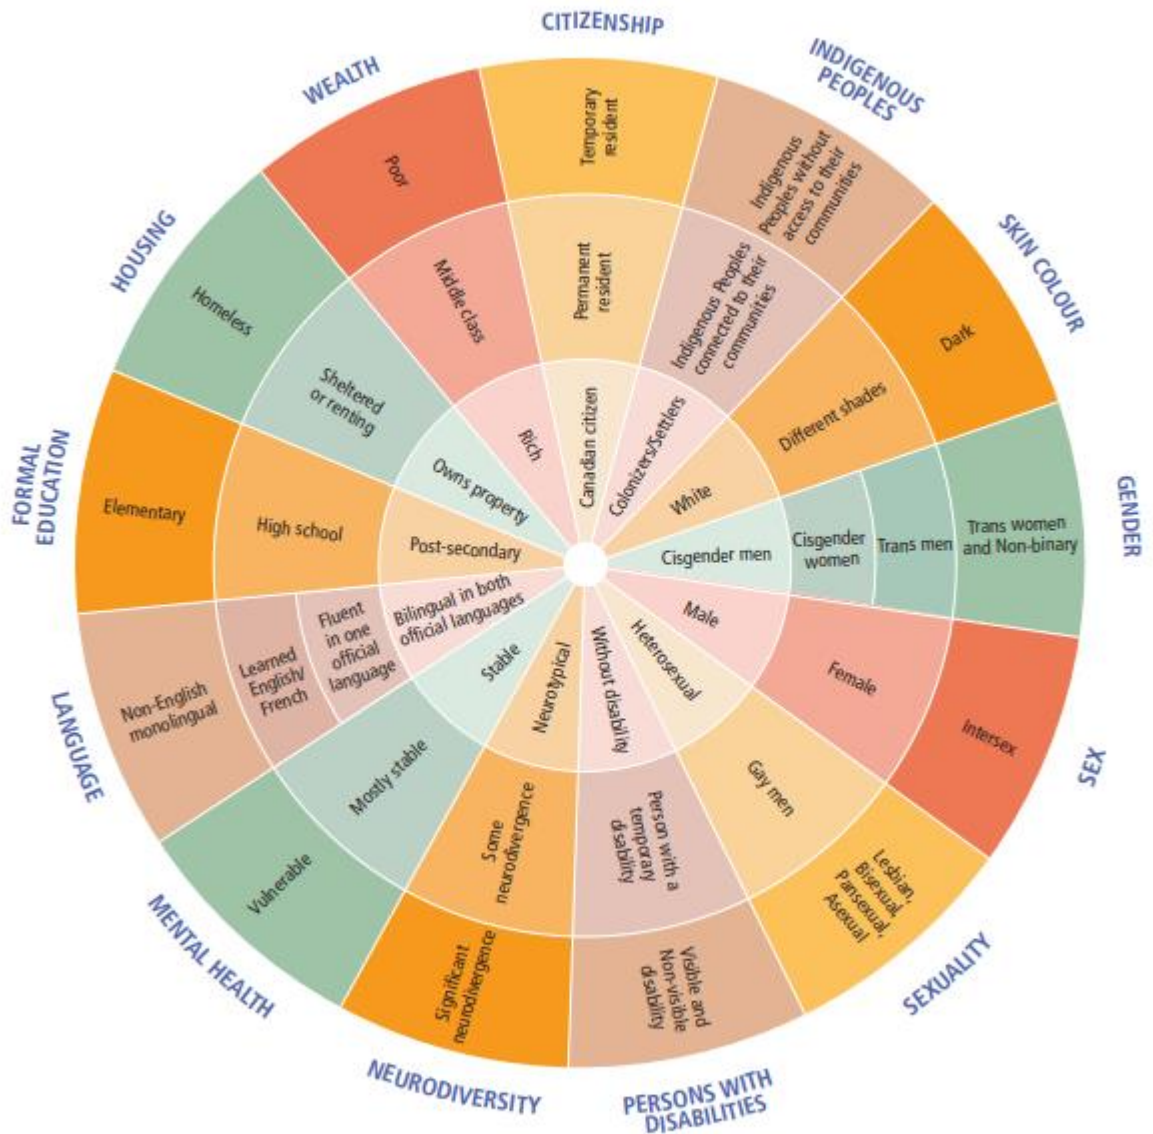 CITIZENSHIP
Temporary
resident
Permanent
resident
Canadian citizen
INDIGENOUS
PEOPLES
Indigenous
Peoples without
access to their
communities
Indigenous Peoples
connected to their
communities
Colonizers/Settlers
SKIN COLOUR
Dark
Different shades
White
GENDER
Trans women
and Non-binary
Trans men
Cisgender
women
Cisgender men
SEX
Intersex
Female
Male
SEXUALITY
Lesbian,
Bisexual,
Pansexual,
Asexual
Gay men
Heterosexual
PERSONS WITH
DISABILITIES
Visible and
Non-visible
disability
Person with a
temporary
disability
Without disability
NEURODIVERSITY
Significant
neurodivergence
Some
neurodivergence
Neurotypical
MENTAL HEALTH
Vulnerable
Mostly stable
Stable
LANGUAGE
Non-English
monolingual
Learned
English/
French
Fluent
in one
official
language
Bilingual in both
official languages
FORMAL
EDUCATION
Elementary
High school
Post-secondary
HOUSING
Homeless
Sheltered
or renting
Owns property
WEALTH
Poor
Middle class
Rich